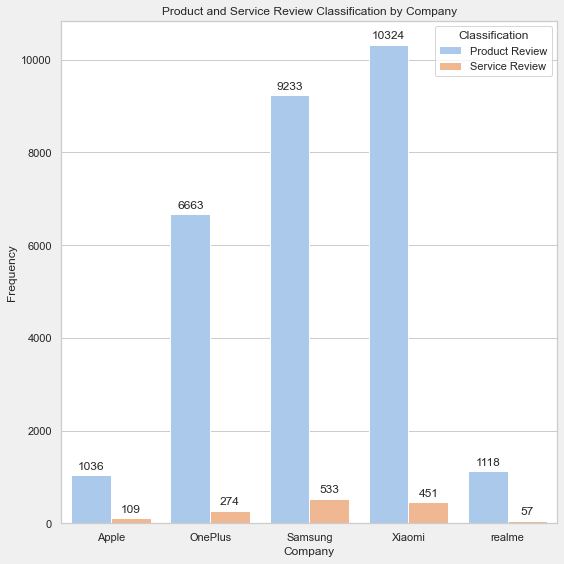 Product and Service Review Classification by Company
Classification
Product Review
Service Review
Frequency
10000
8000
6000
4000
2000
0
1036
109
6663
274
9233
533
10324
451
1118
57
Apple
OnePlus
Samsung
Xiaomi
realme
Company